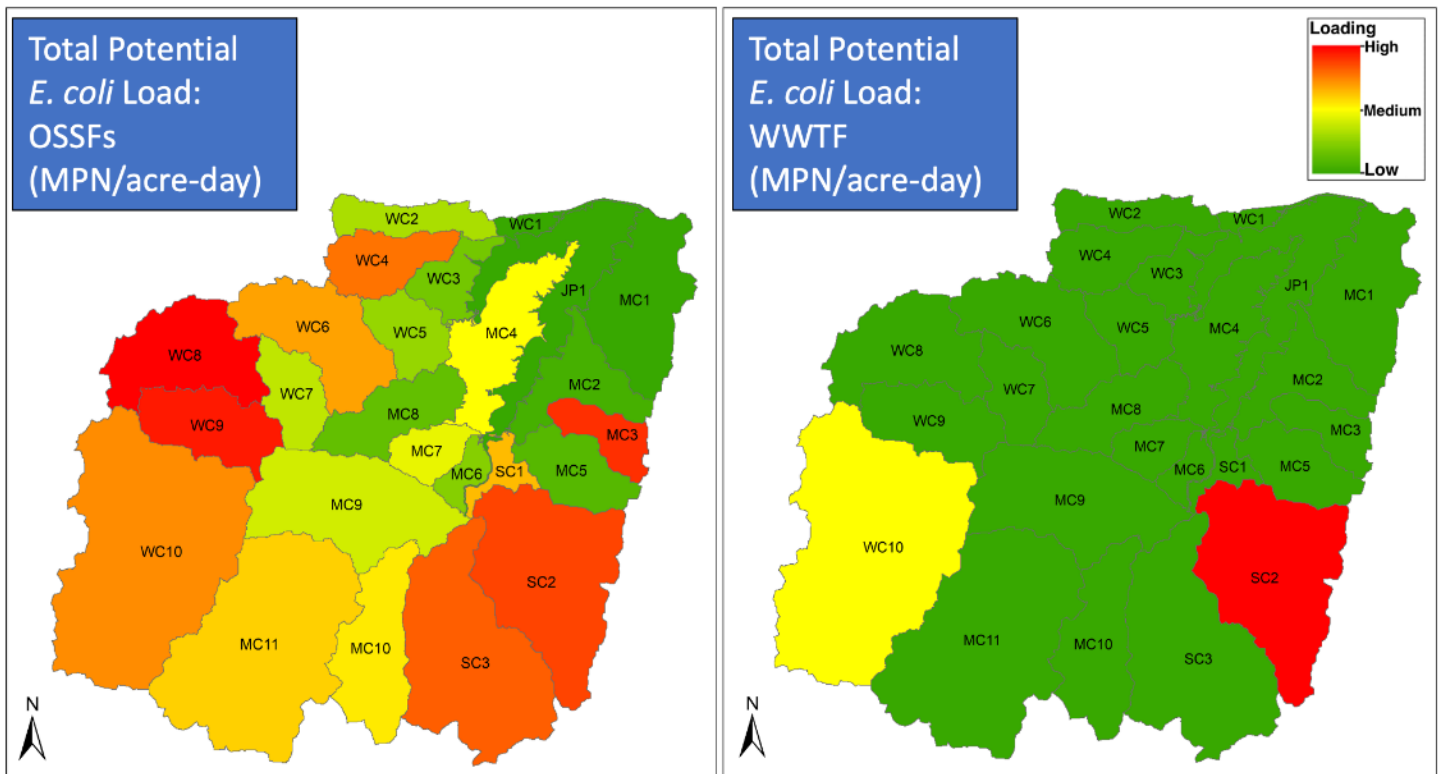 Total Potential
E. coli Load:
OSSFs
(MPN/acre-day)
WC2
WC1
WC4
WC3
JP1
MC1
WC6
WC5
MC4
WC8
WC7
MC2
MC8
WC9
MC3
MC7
MC6
SC1
MC5
MC9
WC10
SC2
MC11
MC10
SC3
N
Total Potential
E. coli Load:
WWTF
(MPN/acre-day)
Loading
High
Medium
Low
WC2
WC1
WC4
WC3
JP1
MC1
WC6
WC5
MC4
WC8
WC7
MC2
MC8
WC9
MC3
MC7
MC6
SC1
MC5
MC9
WC10
SC2
MC11
MC10
SC3
N